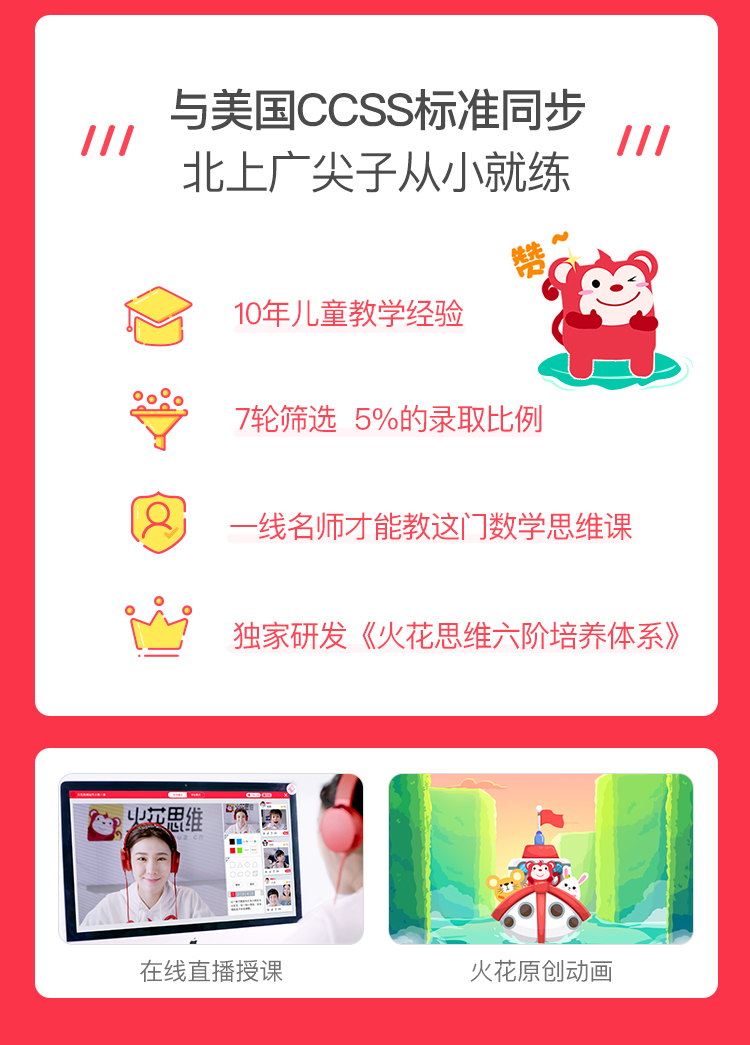 与美国CCSS标准同步
北上广尖子从小就练
赞~
10年儿童教学经验
7轮筛选 5%的录取比例
一线名师才能教这门数学思维课
独家研发《火花思维六阶培养体系》
火花思维
在线直播授课
火花原创动画